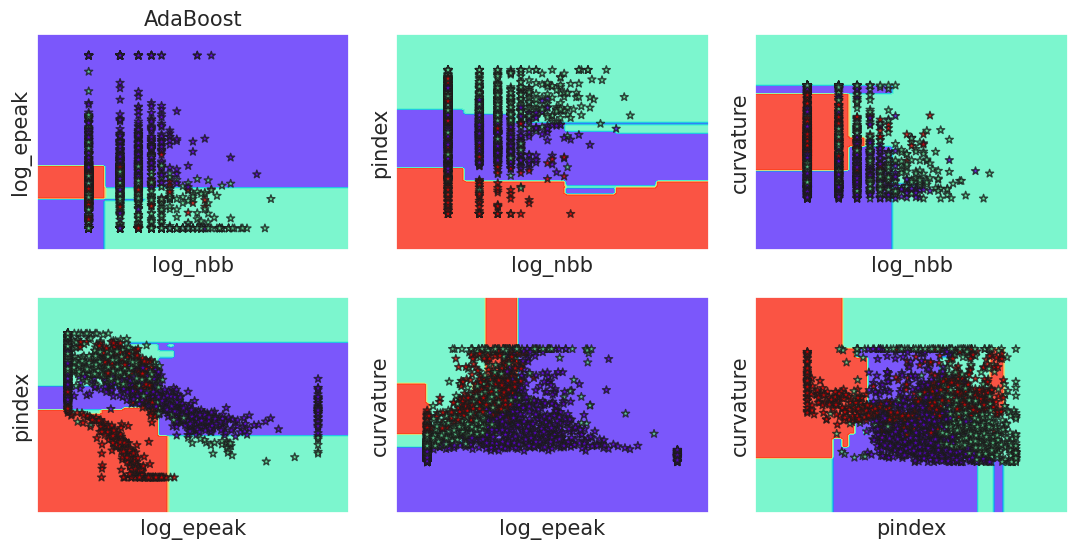 AdaBoost
log_epeak
log_nbb
pindex
log_nbb
curvature
log_nbb
pindex
log_epeak
curvature
log_epeak
curvature
pindex